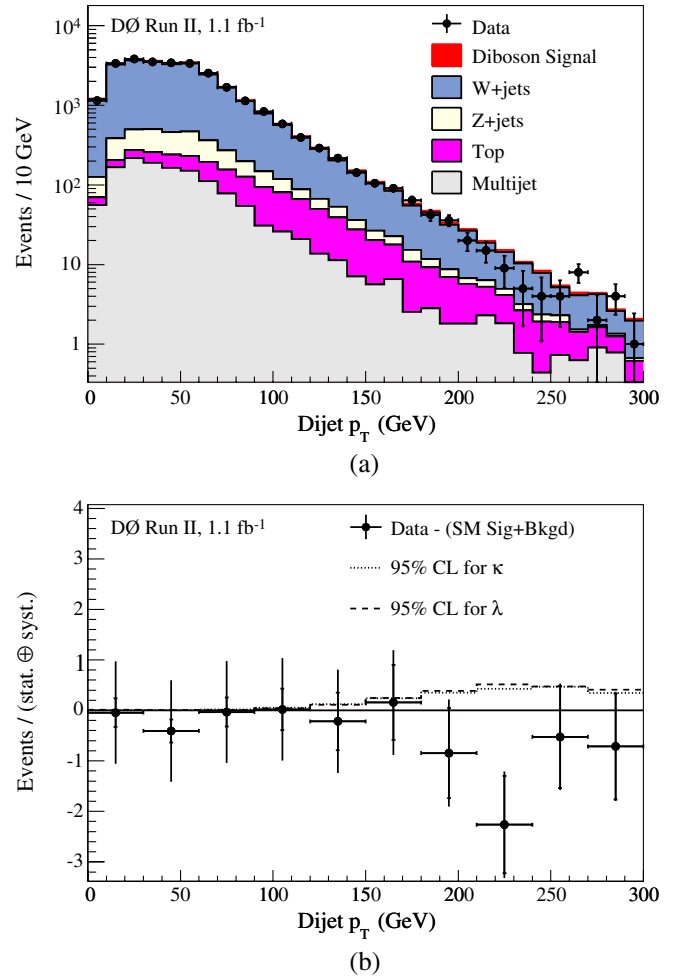 DØ Run II, 1.1 fb-1
Data
Diboson Signal
W+jets
Z+jets
Top
Multijet
Events / 10 GeV
10^4
10^3
10^2
10
1
0 50 100 150 200 250 300
Dijet p_T (GeV)
(a)
DØ Run II, 1.1 fb-1
Data - (SM Sig+Bkgd)
95% CL for κ
95% CL for λ
Events / (stat. ⊕ syst.)
4
3
2
1
0
-1
-2
-3
0 50 100 150 200 250 300
Dijet p_T (GeV)
(b)